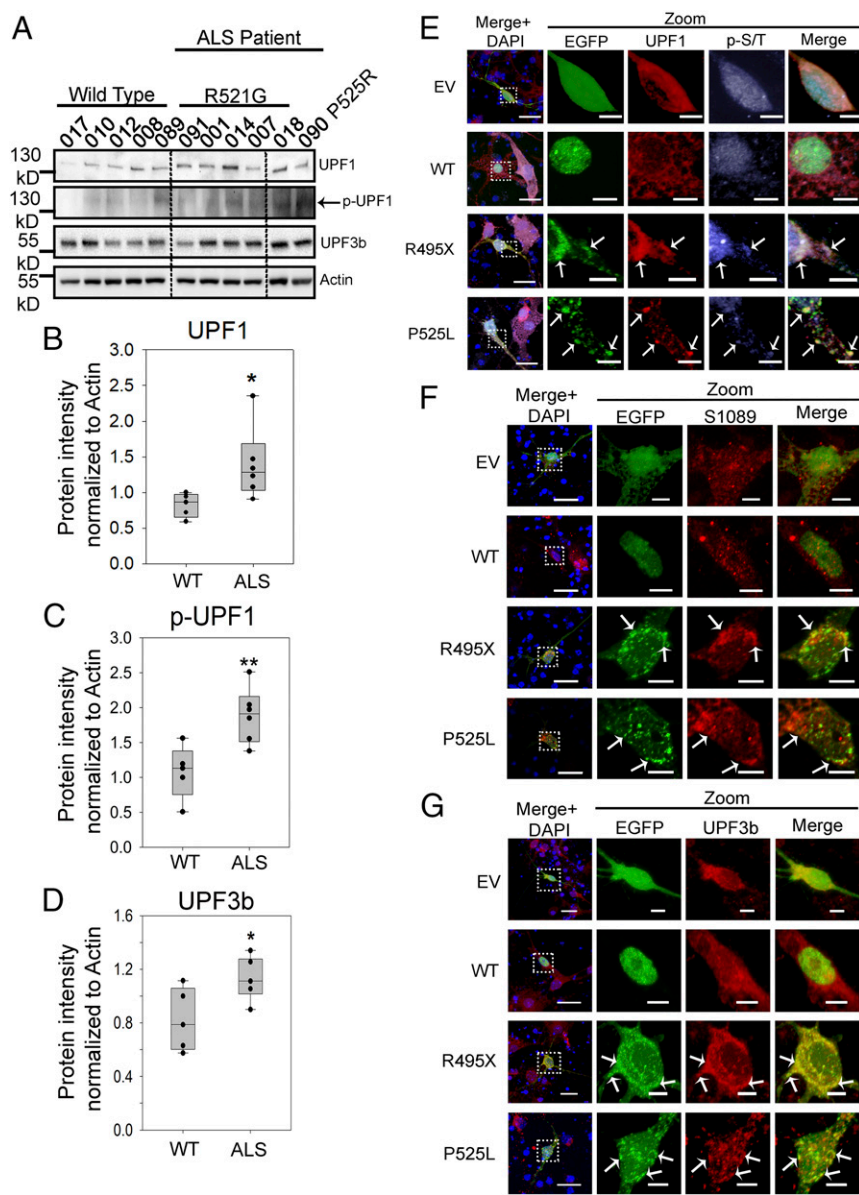 A
ALS Patient
Wild Type
R521G
P525R
017 010 012 008 089 091 001 014 007 018 090
130
kD
UPF1
130
kD
p-UPF1
55
kD
UPF3b
55
kD
Actin
B
UPF1
Protein intensity
normalized to Actin
3.0
2.5
2.0
1.5
1.0
0.5
0.0
*
WT ALS
C
p-UPF1
Protein intensity
normalized to Actin
3.0
2.5
2.0
1.5
1.0
0.5
0.0
**
WT ALS
D
UPF3b
Protein intensity
normalized to Actin
1.6
1.2
0.8
0.4
0.0
*
WT ALS
E
Merge+
DAPI
Zoom
EGFP UPF1 p-S/T Merge
EV
WT
R495X
P525L
F
Merge+
DAPI
Zoom
EGFP S1089 Merge
EV
WT
R495X
P525L
G
Merge+
DAPI
Zoom
EGFP UPF3b Merge
EV
WT
R495X
P525L